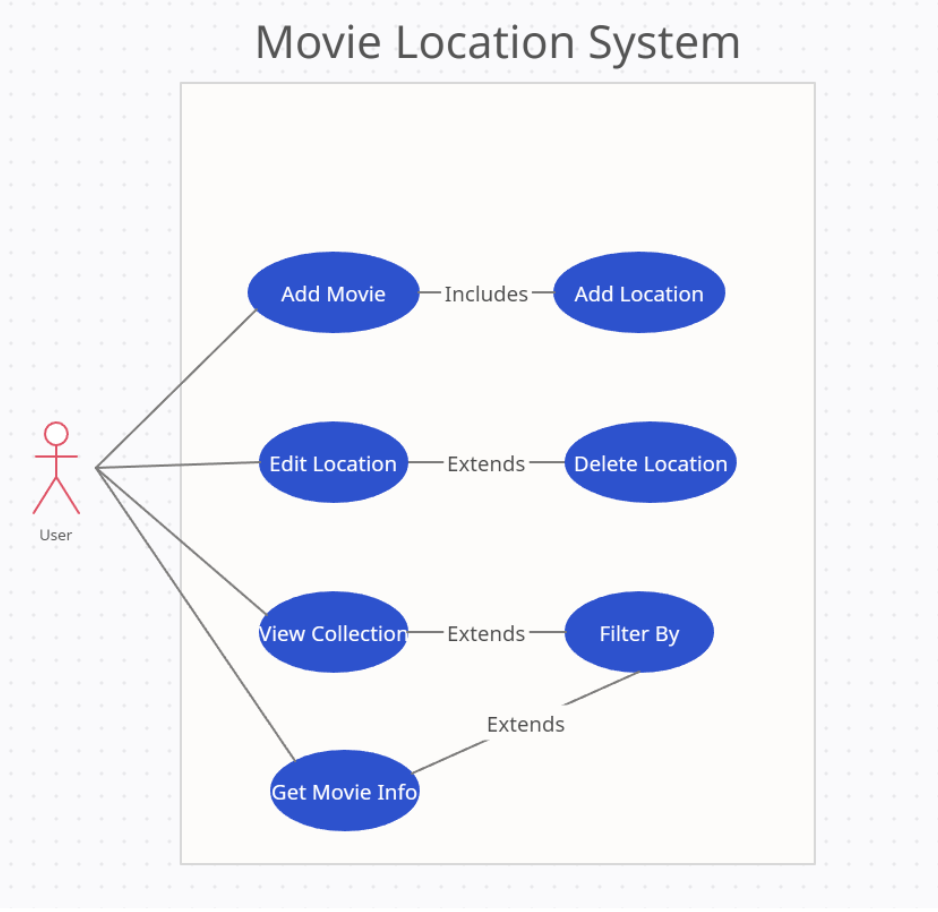 Movie Location System
Add Movie
Includes
Add Location
Edit Location
Extends
Delete Location
User
View Collection
Extends
Filter By
Extends
Get Movie Info